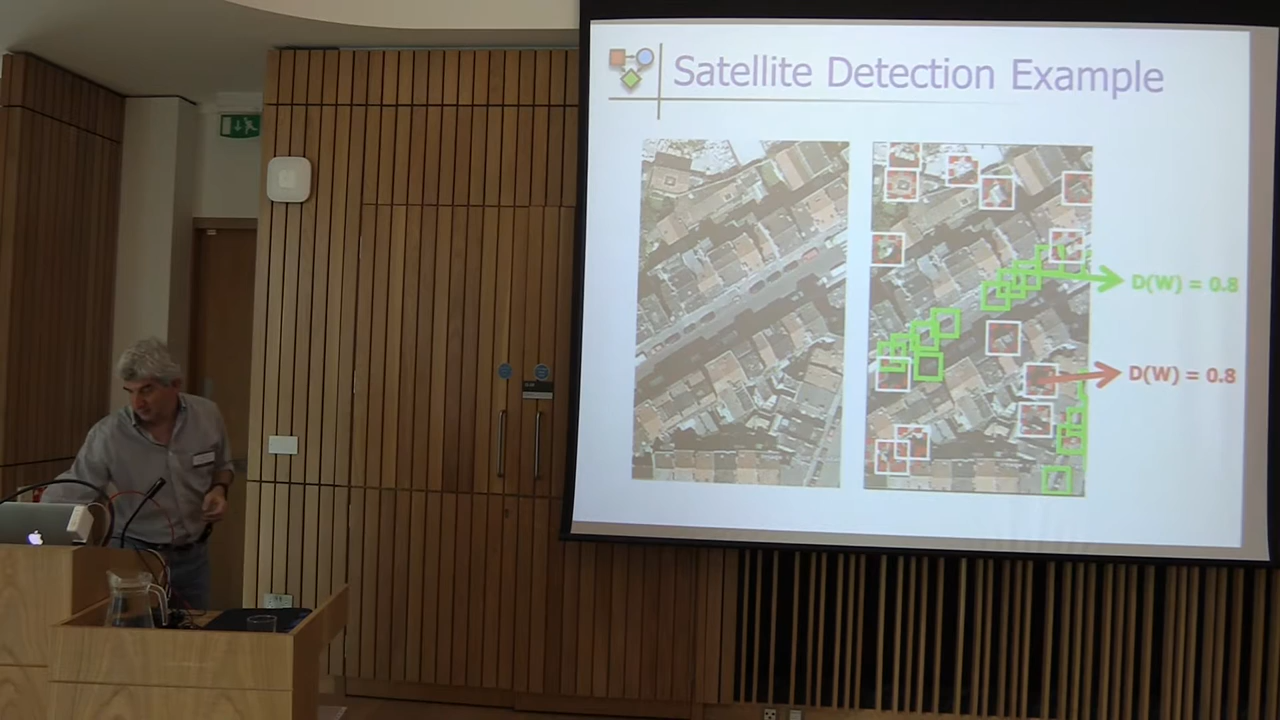 Satellite Detection Example
D(W) = 0.8
D(W) = 0.8